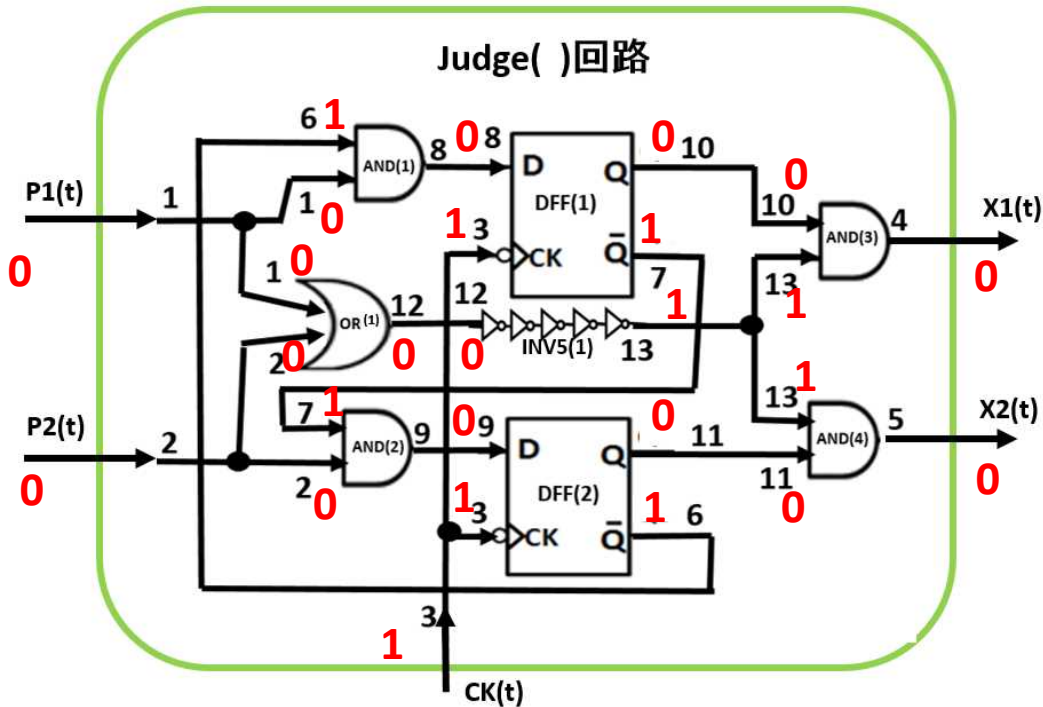 Judge( )回路
6 1
AND(1)
8 0 8
D
Q
0 10
0
P1(t)
1
1 0
DFF(1)
10
4
X1(t)
AND(3)
0
1 3
CK
Q̅
1
7
13
1
0
0
1
12
12
OR(1)
0
0
INV5(1)
1
13
2 0
7 1
13 1
P2(t)
2
AND(2)
9 0 9
D
Q
0
11
5
X2(t)
AND(4)
0
2 0
DFF(2)
11
0
0
1 3
CK
Q̅
1
6
3
1
CK(t)